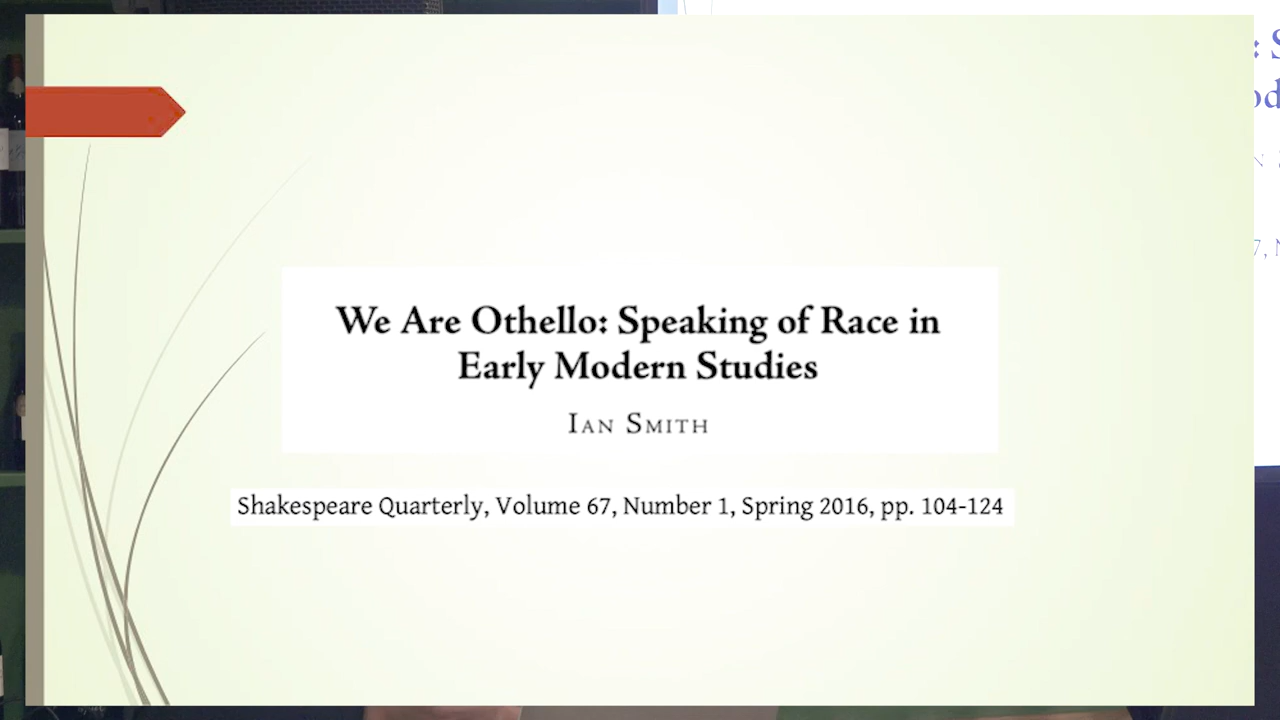 We Are Othello: Speaking of Race in
Early Modern Studies
Ian Smith
Shakespeare Quarterly, Volume 67, Number 1, Spring 2016, pp. 104-124